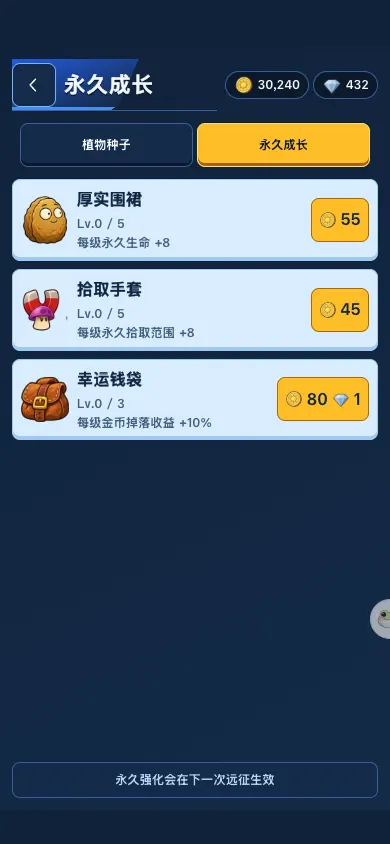 永久成长
30,240
432
植物种子
永久成长
厚实围裙
Lv.0 / 5
每级永久生命 +8
55
拾取手套
Lv.0 / 5
每级永久拾取范围 +8
45
幸运钱袋
Lv.0 / 3
每级金币掉落收益 +10%
80 1
永久强化会在下一次远征生效